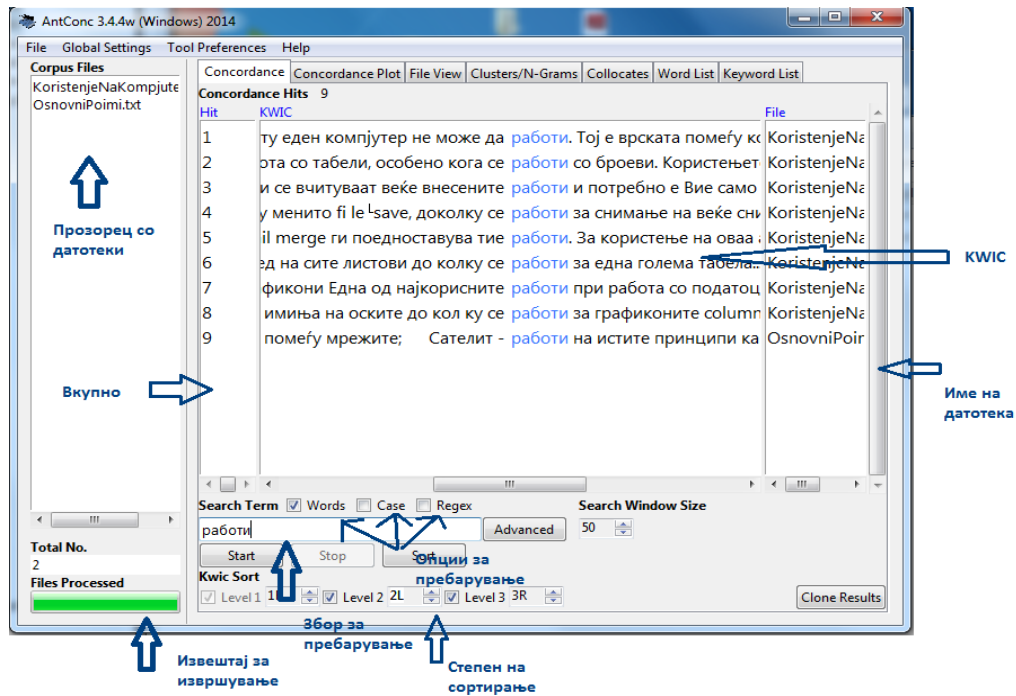 AntConc 3.4.4w (Windows) 2014
File Global Settings Tool Preferences Help
Corpus Files
KoristenjeNaKompjute
OsnovniPoimi.txt
Прозорец со
датотеки
Вкупно
Total No.
2
Files Processed
Извештај за
извршување
Concordance Concordance Plot File View Clusters/N-Grams Collocates Word List Keyword List
Concordance Hits 9
Hit KWIC File
1 ту еден компјутер не може да работи. Тој е врската помеѓу кс KoristenjeNa
2 ота со табели, особено кога се работи со броеви. Користењет KoristenjeNa
3 и се вчитуваат веќе внесените работи и потребно е Вие само KoristenjeNa
4 у менито fi le └save, доколку се работи за снимање на веќе сни KoristenjeNa
5 il merge ги поедноставува тие работи. За користење на оваа KoristenjeNa
6 ед на сите листови до колку се работи за една голема табела.. KoristenjeNa
7 фикони Една од најкорисните работи при работа со податоц KoristenjeNa
8 имиња на оските до кол ку се работи за графиконите column KoristenjeNa
9 помеѓу мрежите; Сателит - работи на истите принципи ка OsnovniPoir
KWIC
Име на
датотека
Search Term Words Case Regex Search Window Size
работи Advanced 50
Start Stop Sort
Опции за
пребарување
Kwic Sort
Level 1 Level 2 2L Level 3 3R Clone Results
Збор за
пребарување
Степен на
сортирање